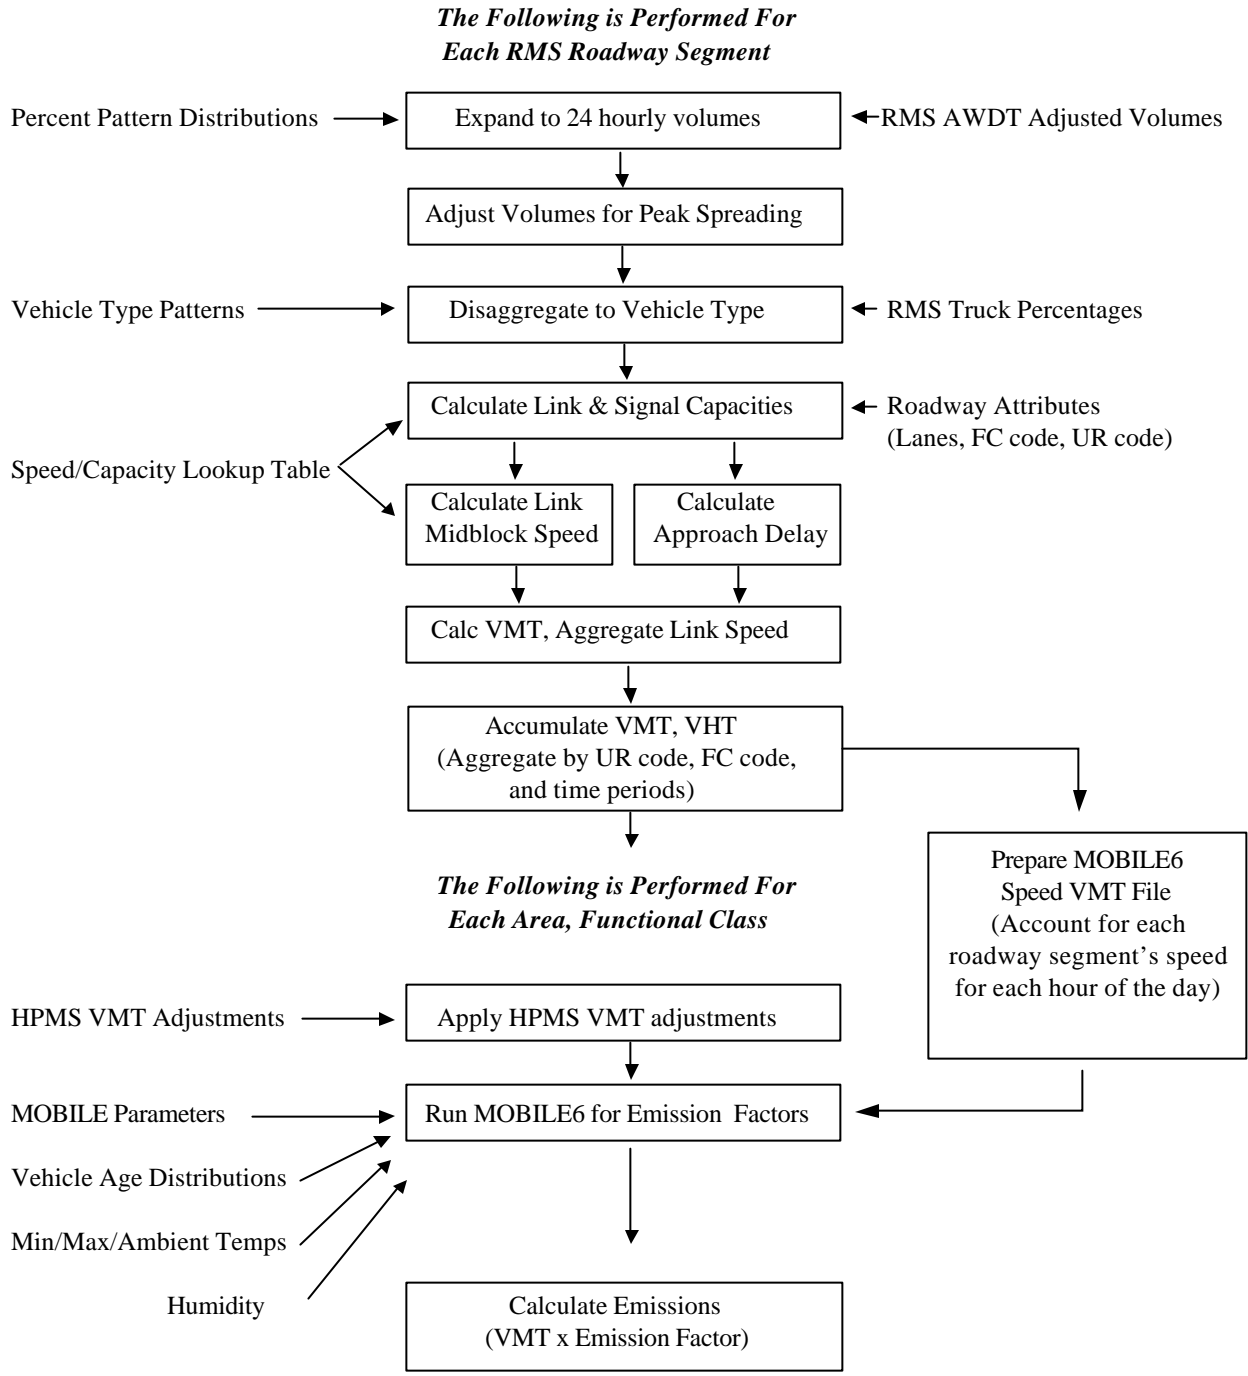 The Following is Performed For
Each RMS Roadway Segment
Percent Pattern Distributions
Expand to 24 hourly volumes
RMS AWDT Adjusted Volumes
Adjust Volumes for Peak Spreading
Vehicle Type Patterns
Disaggregate to Vehicle Type
RMS Truck Percentages
Calculate Link & Signal Capacities
Roadway Attributes
(Lanes, FC code, UR code)
Speed/Capacity Lookup Table
Calculate Link
Midblock Speed
Calculate
Approach Delay
Calc VMT, Aggregate Link Speed
Accumulate VMT, VHT
(Aggregate by UR code, FC code,
and time periods)
Prepare MOBILE6
Speed VMT File
(Account for each
roadway segment's speed
for each hour of the day)
The Following is Performed For
Each Area, Functional Class
HPMS VMT Adjustments
Apply HPMS VMT adjustments
MOBILE Parameters
Run MOBILE6 for Emission Factors
Vehicle Age Distributions
Min/Max/Ambient Temps
Humidity
Calculate Emissions
(VMT x Emission Factor)